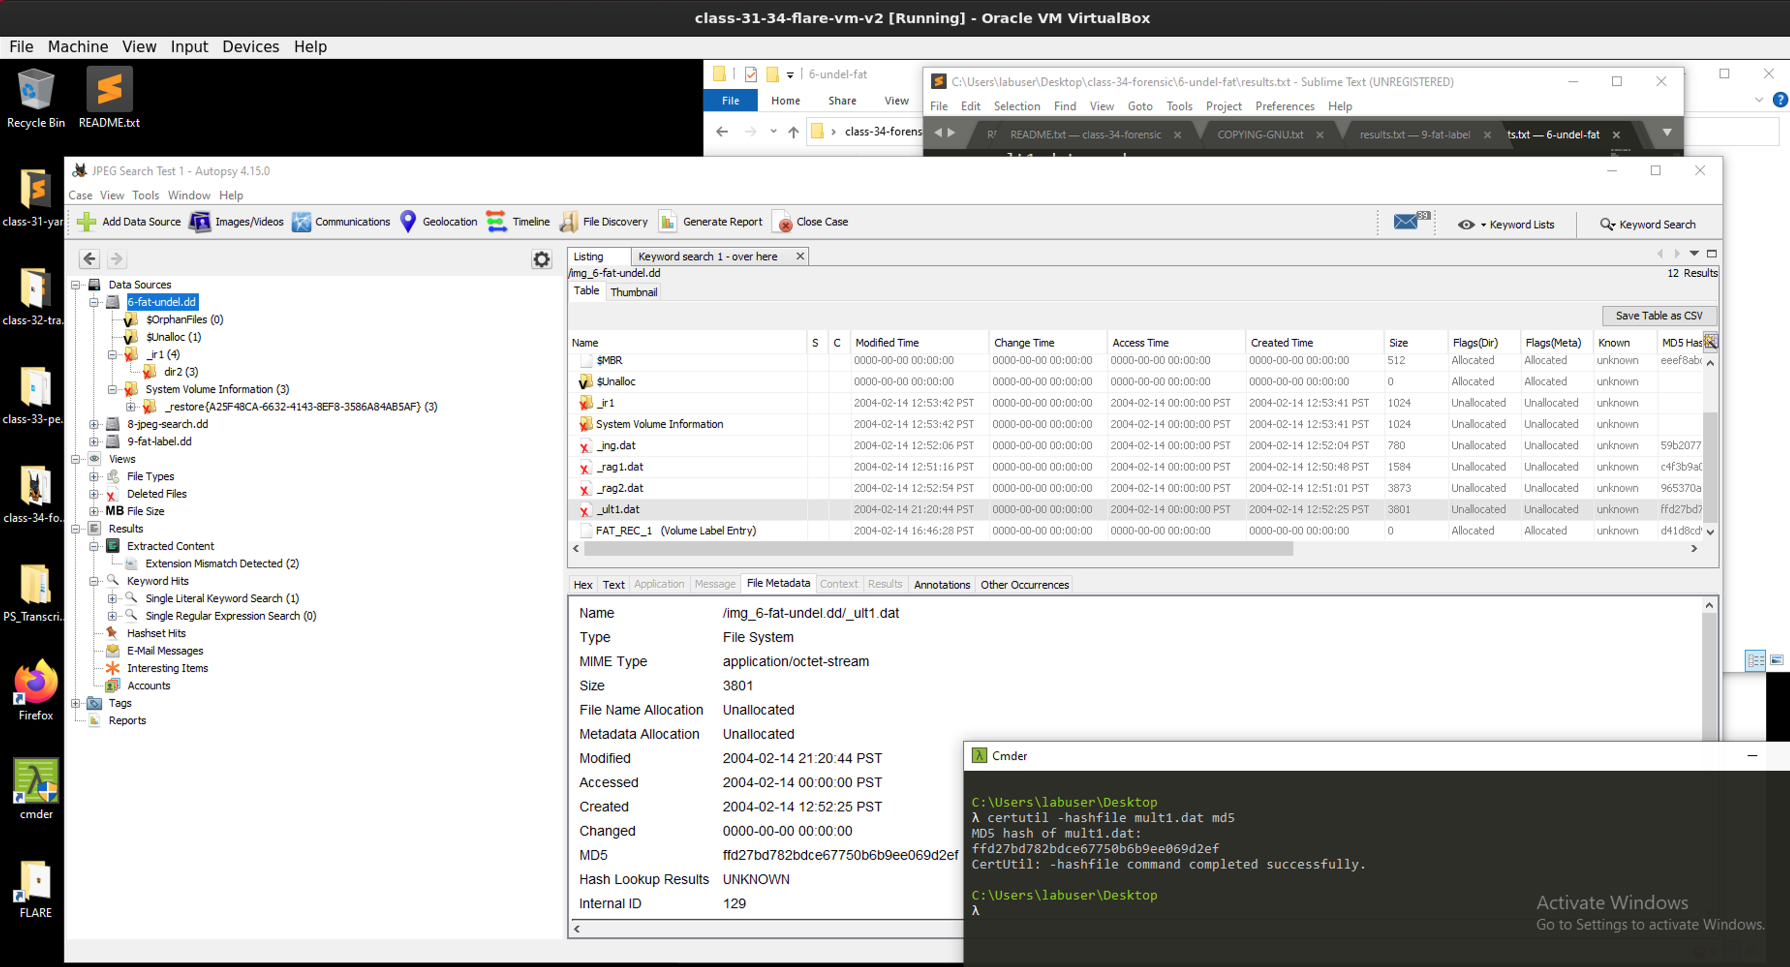 class-31-34-flare-vm-v2 [Running] - Oracle VM VirtualBox
File Machine View Input Devices Help
Recycle Bin
README.txt
class-31-yar
class-32-tra...
class-33-pe...
class-34-fo...
PS_Transcri...
Firefox
cmder
FLARE
6-undel-fat
File Home Share View
class-34-forens
C:\Users\labuser\Desktop\class-34-forensic\6-undel-fat\results.txt - Sublime Text (UNREGISTERED)
File Edit Selection Find View Goto Tools Project Preferences Help
README.txt — class-34-forensic
COPYING-GNU.txt
results.txt — 9-fat-label
ts.txt — 6-undel-fat
JPEG Search Test 1 - Autopsy 4.15.0
Case View Tools Window Help
Add Data Source Images/Videos Communications Geolocation Timeline File Discovery Generate Report Close Case
39
Keyword Lists
Keyword Search
Data Sources
6-fat-undel.dd
$OrphanFiles (0)
$Unalloc (1)
_ir1 (4)
dir2 (3)
System Volume Information (3)
_restore{A25F48CA-6632-4143-8EF8-3586A84AB5AF} (3)
8-jpeg-search.dd
9-fat-label.dd
Views
File Types
Deleted Files
MB File Size
Results
Extracted Content
Extension Mismatch Detected (2)
Keyword Hits
Single Literal Keyword Search (1)
Single Regular Expression Search (0)
Hashset Hits
E-Mail Messages
Interesting Items
Accounts
Tags
Reports
Listing
Keyword search 1 - over here
/img_6-fat-undel.dd
12 Results
Table Thumbnail
Save Table as CSV
Name S C Modified Time Change Time Access Time Created Time Size Flags(Dir) Flags(Meta) Known MD5 Has
$MBR 0000-00-00 00:00:00 0000-00-00 00:00:00 0000-00-00 00:00:00 0000-00-00 00:00:00 512 Allocated Allocated unknown eeef8abc
$Unalloc 0000-00-00 00:00:00 0000-00-00 00:00:00 0000-00-00 00:00:00 0000-00-00 00:00:00 0 Allocated Allocated unknown
_ir1 2004-02-14 12:53:42 PST 0000-00-00 00:00:00 2004-02-14 00:00:00 PST 2004-02-14 12:53:41 PST 1024 Unallocated Unallocated unknown
System Volume Information 2004-02-14 12:53:42 PST 0000-00-00 00:00:00 2004-02-14 00:00:00 PST 2004-02-14 12:53:41 PST 1024 Unallocated Unallocated unknown
_ing.dat 2004-02-14 12:52:06 PST 0000-00-00 00:00:00 2004-02-14 00:00:00 PST 2004-02-14 12:52:04 PST 780 Unallocated Unallocated unknown 59b2077
_rag1.dat 2004-02-14 12:51:16 PST 0000-00-00 00:00:00 2004-02-14 00:00:00 PST 2004-02-14 12:50:48 PST 1584 Unallocated Unallocated unknown c4f3b9a0
_rag2.dat 2004-02-14 12:52:54 PST 0000-00-00 00:00:00 2004-02-14 00:00:00 PST 2004-02-14 12:51:01 PST 3873 Unallocated Unallocated unknown 965370a
_ult1.dat 2004-02-14 21:20:44 PST 0000-00-00 00:00:00 2004-02-14 00:00:00 PST 2004-02-14 12:52:25 PST 3801 Unallocated Unallocated unknown ffd27bd7
FAT_REC_1 (Volume Label Entry) 2004-02-14 16:46:28 PST 0000-00-00 00:00:00 0000-00-00 00:00:00 0000-00-00 00:00:00 0 Allocated Allocated unknown d41d8cd
Hex Text Application Message File Metadata Context Results Annotations Other Occurrences
Name /img_6-fat-undel.dd/_ult1.dat
Type File System
MIME Type application/octet-stream
Size 3801
File Name Allocation Unallocated
Metadata Allocation Unallocated
Modified 2004-02-14 21:20:44 PST
Accessed 2004-02-14 00:00:00 PST
Created 2004-02-14 12:52:25 PST
Changed 0000-00-00 00:00:00
MD5 ffd27bd782bdce67750b6b9ee069d2ef
Hash Lookup Results UNKNOWN
Internal ID 129
Cmder
C:\Users\labuser\Desktop
λ certutil -hashfile mult1.dat md5
MD5 hash of mult1.dat:
ffd27bd782bdce67750b6b9ee069d2ef
CertUtil: -hashfile command completed successfully.
C:\Users\labuser\Desktop
λ
Activate Windows
Go to Settings to activate Windows.